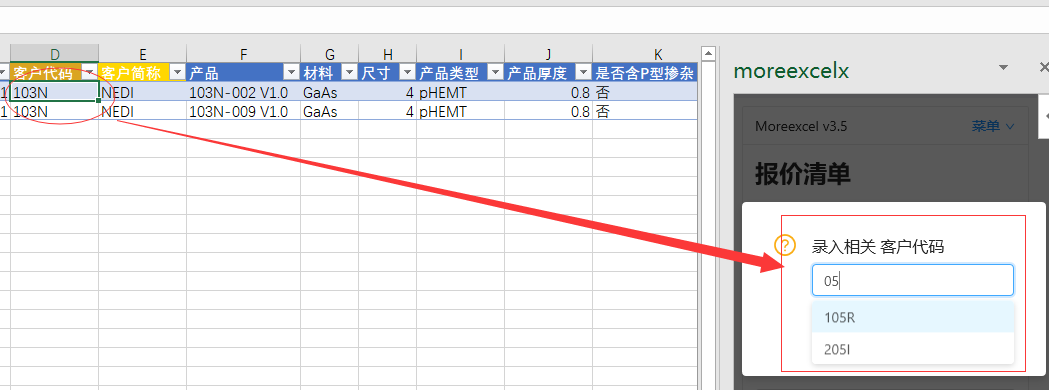 D E F G H I J K
客户代码 客户简称 产品 材料 尺寸 产品类型 产品厚度 是否含P型掺杂
1 103N NEDI 103N-002 V1.0 GaAs 4 pHEMT 0.8 否
1 103N NEDI 103N-009 V1.0 GaAs 4 pHEMT 0.8 否
moreexcelx
Moreexcel v3.5 菜单
报价清单
? 录入相关 客户代码
05
105R
205I